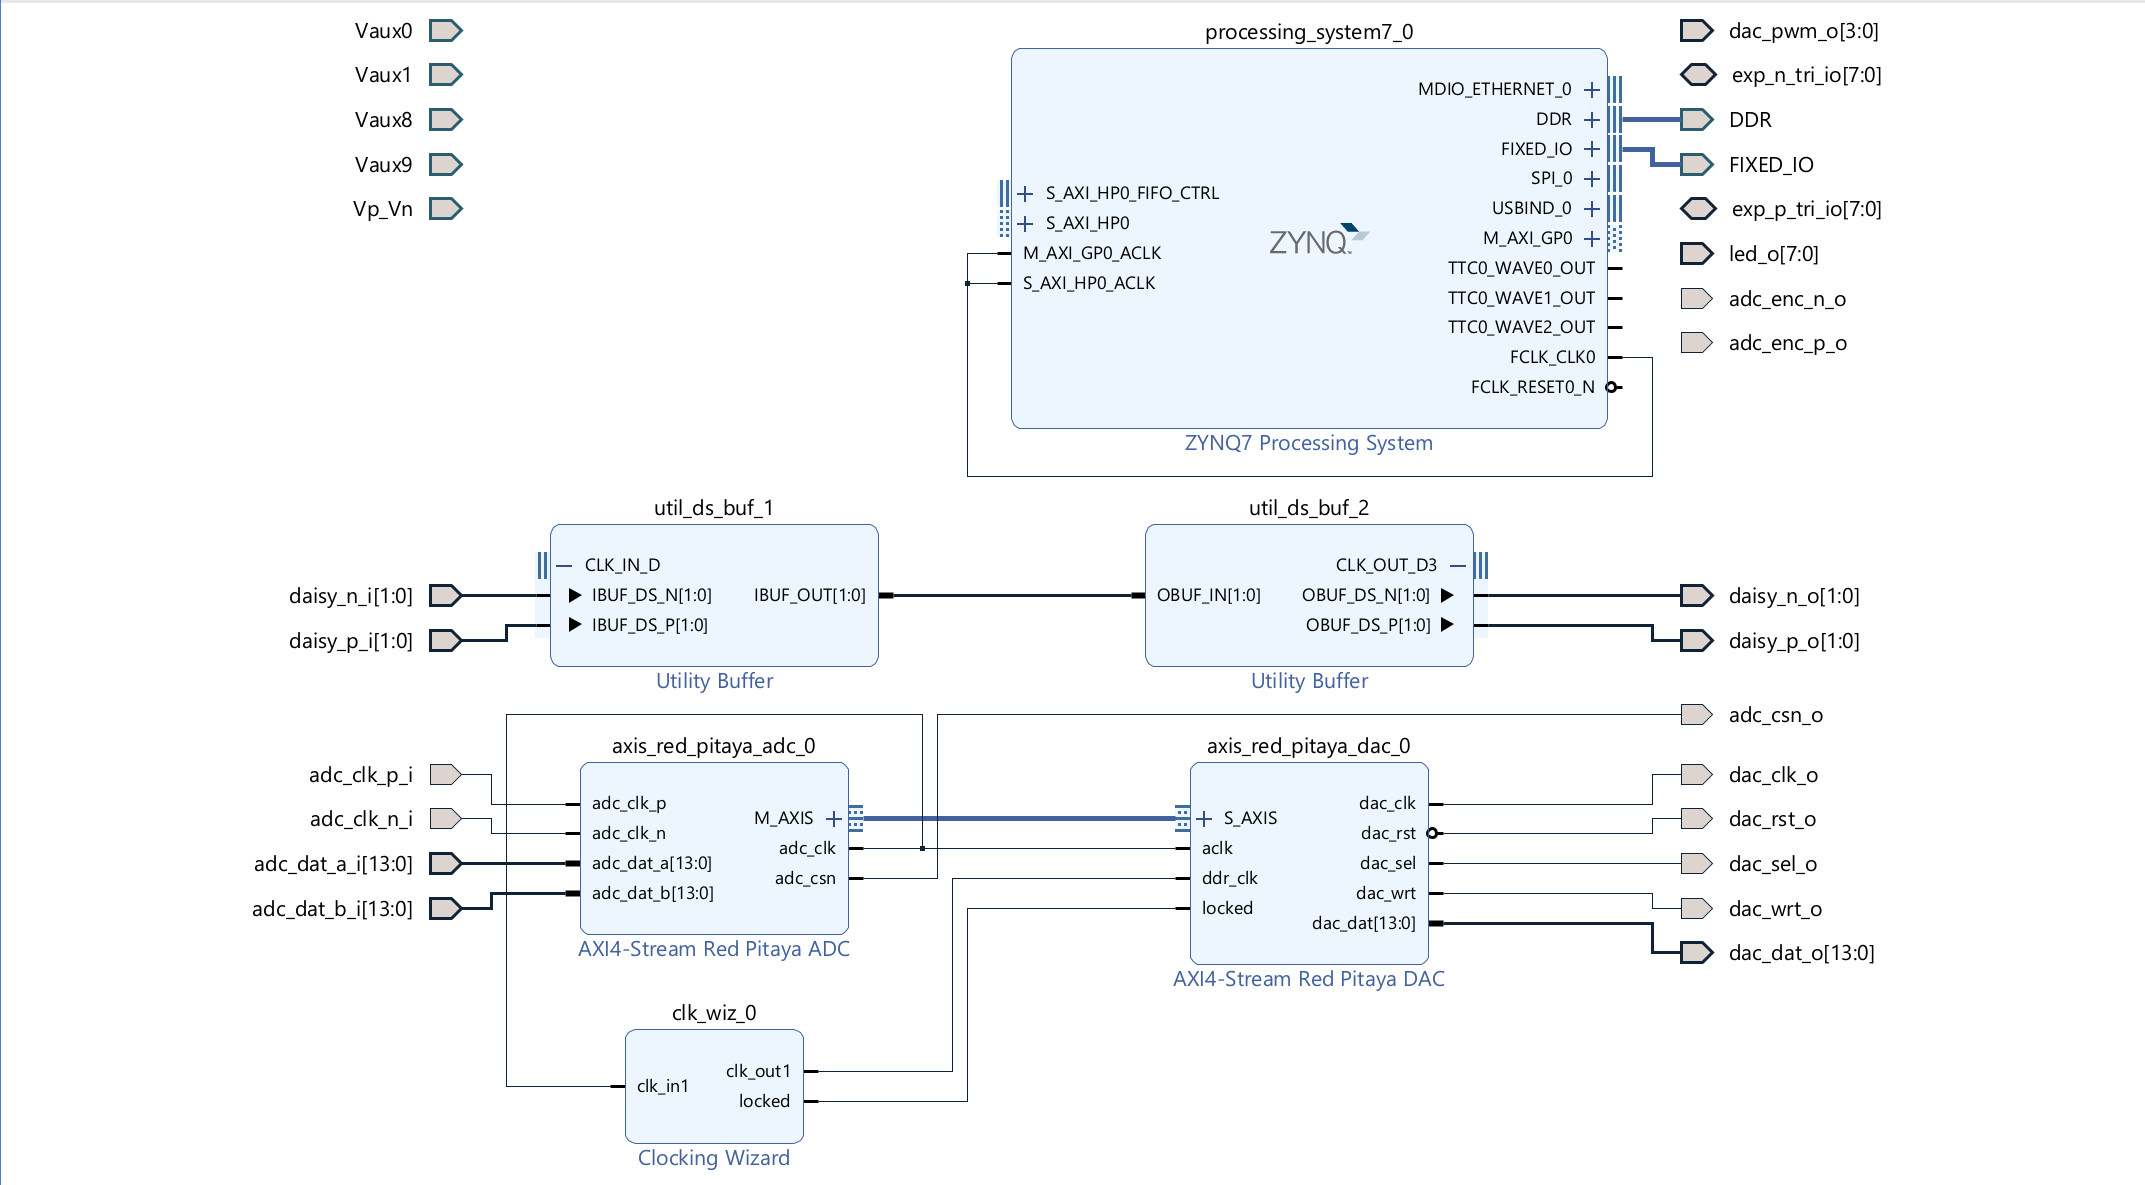 Vaux0
Vaux1
Vaux8
Vaux9
Vp_Vn
processing_system7_0
MDIO_ETHERNET_0
DDR
FIXED_IO
SPI_0
USBIND_0
M_AXI_GP0
TTC0_WAVE0_OUT
TTC0_WAVE1_OUT
TTC0_WAVE2_OUT
FCLK_CLK0
FCLK_RESET0_N
S_AXI_HP0_FIFO_CTRL
S_AXI_HP0
M_AXI_GP0_ACLK
S_AXI_HP0_ACLK
ZYNQ
ZYNQ7 Processing System
dac_pwm_o[3:0]
exp_n_tri_io[7:0]
DDR
FIXED_IO
exp_p_tri_io[7:0]
led_o[7:0]
adc_enc_n_o
adc_enc_p_o
daisy_n_i[1:0]
daisy_p_i[1:0]
util_ds_buf_1
CLK_IN_D
IBUF_DS_N[1:0]
IBUF_DS_P[1:0]
IBUF_OUT[1:0]
Utility Buffer
util_ds_buf_2
OBUF_IN[1:0]
CLK_OUT_D3
OBUF_DS_N[1:0]
OBUF_DS_P[1:0]
Utility Buffer
daisy_n_o[1:0]
daisy_p_o[1:0]
adc_clk_p_i
adc_clk_n_i
adc_dat_a_i[13:0]
adc_dat_b_i[13:0]
axis_red_pitaya_adc_0
adc_clk_p
adc_clk_n
adc_dat_a[13:0]
adc_dat_b[13:0]
M_AXIS
adc_clk
adc_csn
AXI4-Stream Red Pitaya ADC
axis_red_pitaya_dac_0
S_AXIS
aclk
ddr_clk
locked
dac_clk
dac_rst
dac_sel
dac_wrt
dac_dat[13:0]
AXI4-Stream Red Pitaya DAC
adc_csn_o
dac_clk_o
dac_rst_o
dac_sel_o
dac_wrt_o
dac_dat_o[13:0]
clk_wiz_0
clk_in1
clk_out1
locked
Clocking Wizard